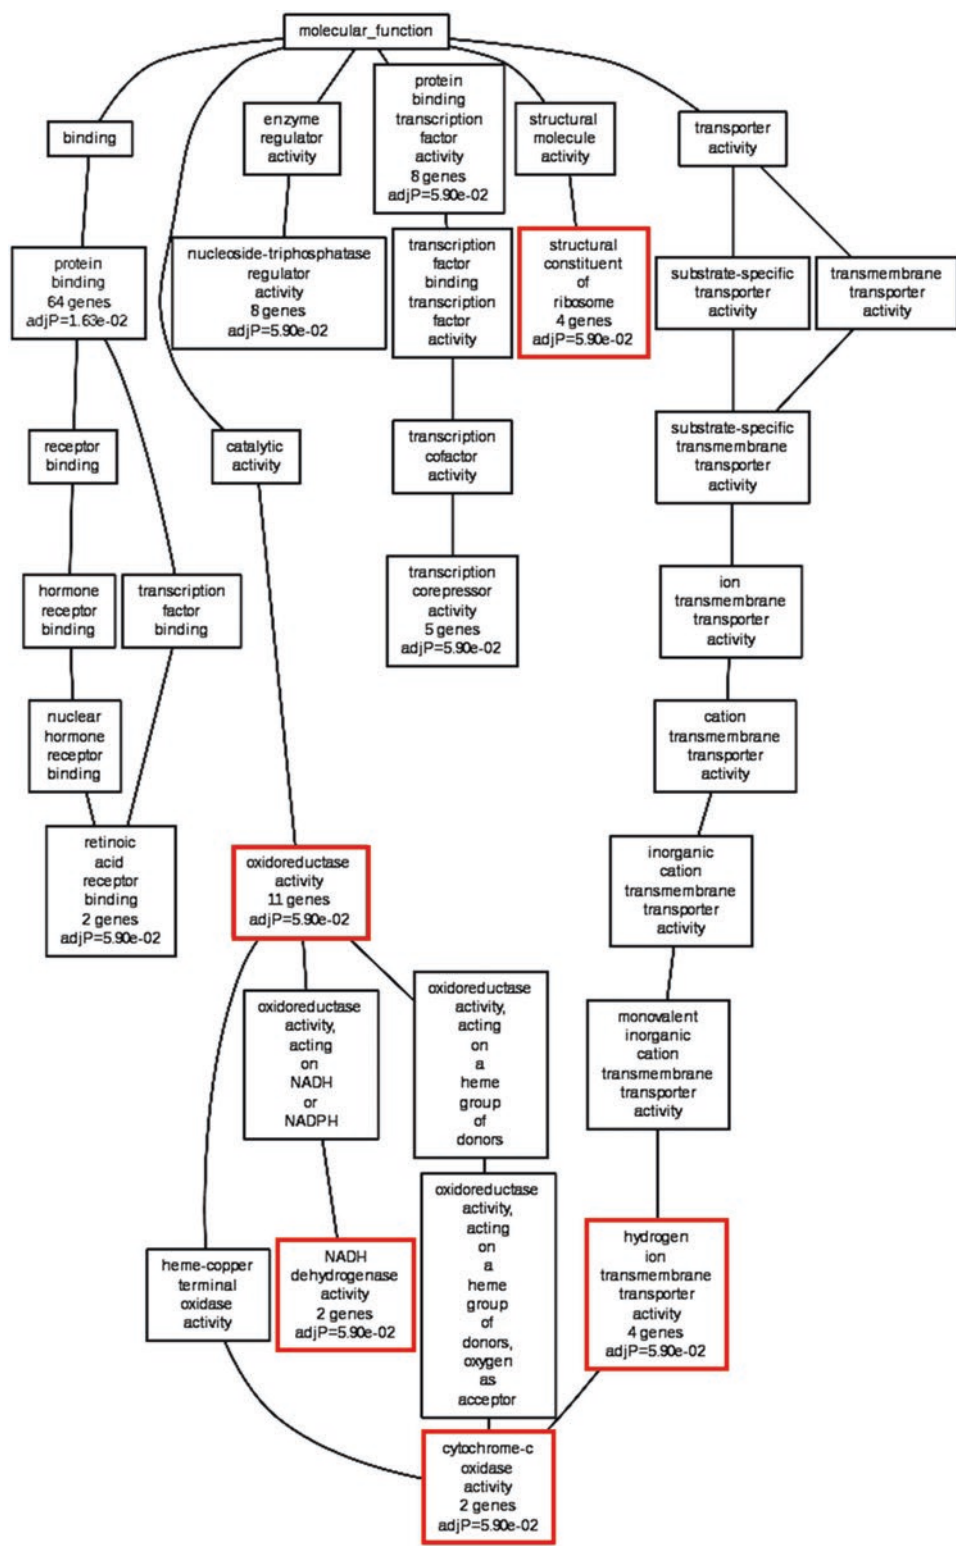 molecular_function
binding
enzyme
regulator
activity
protein
binding
transcription
factor
activity
8 genes
adjP=5.90e-02
structural
molecule
activity
transporter
activity
protein
binding
64 genes
adjP=1.63e-02
nucleoside-triphosphatase
regulator
activity
8 genes
adjP=5.90e-02
transcription
factor
binding
transcription
factor
activity
structural
constituent
of
ribosome
4 genes
adjP=5.90e-02
substrate-specific
transporter
activity
transmembrane
transporter
activity
receptor
binding
catalytic
activity
transcription
cofactor
activity
substrate-specific
transmembrane
transporter
activity
hormone
receptor
binding
transcription
factor
binding
transcription
corepressor
activity
5 genes
adjP=5.90e-02
ion
transmembrane
transporter
activity
nuclear
hormone
receptor
binding
cation
transmembrane
transporter
activity
retinoic
acid
receptor
binding
2 genes
adjP=5.90e-02
oxidoreductase
activity
11 genes
adjP=5.90e-02
inorganic
cation
transmembrane
transporter
activity
oxidoreductase
activity,
acting
on
NADH
or
NADPH
oxidoreductase
activity,
acting
on
a
heme
group
of
donors
monovalent
inorganic
cation
transmembrane
transporter
activity
heme-copper
terminal
oxidase
activity
NADH
dehydrogenase
activity
2 genes
adjP=5.90e-02
oxidoreductase
activity,
acting
on
a
heme
group
of
donors,
oxygen
as
acceptor
hydrogen
ion
transmembrane
transporter
activity
4 genes
adjP=5.90e-02
cytochrome-c
oxidase
activity
2 genes
adjP=5.90e-02